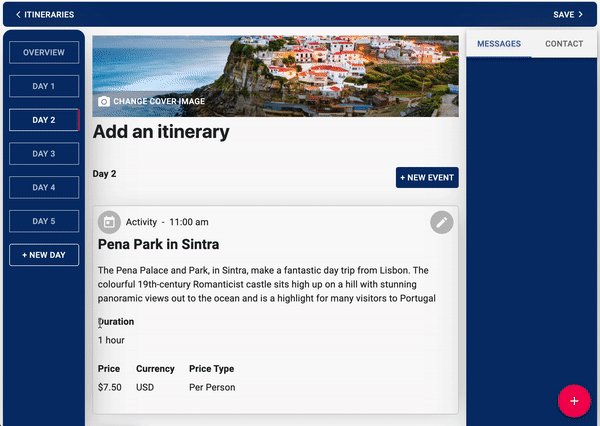 ITINERARIES
SAVE
OVERVIEW
DAY 1
DAY 2
DAY 3
DAY 4
DAY 5
+ NEW DAY
CHANGE COVER IMAGE
Add an itinerary
Day 2
+ NEW EVENT
Activity - 11:00 am
Pena Park in Sintra
The Pena Palace and Park, in Sintra, make a fantastic day trip from Lisbon. The
colourful 19th-century Romanticist castle sits high up on a hill with stunning
panoramic views out to the ocean and is a highlight for many visitors to Portugal
Duration
1 hour
Price Currency Price Type
$7.50 USD Per Person
MESSAGES CONTACT
+